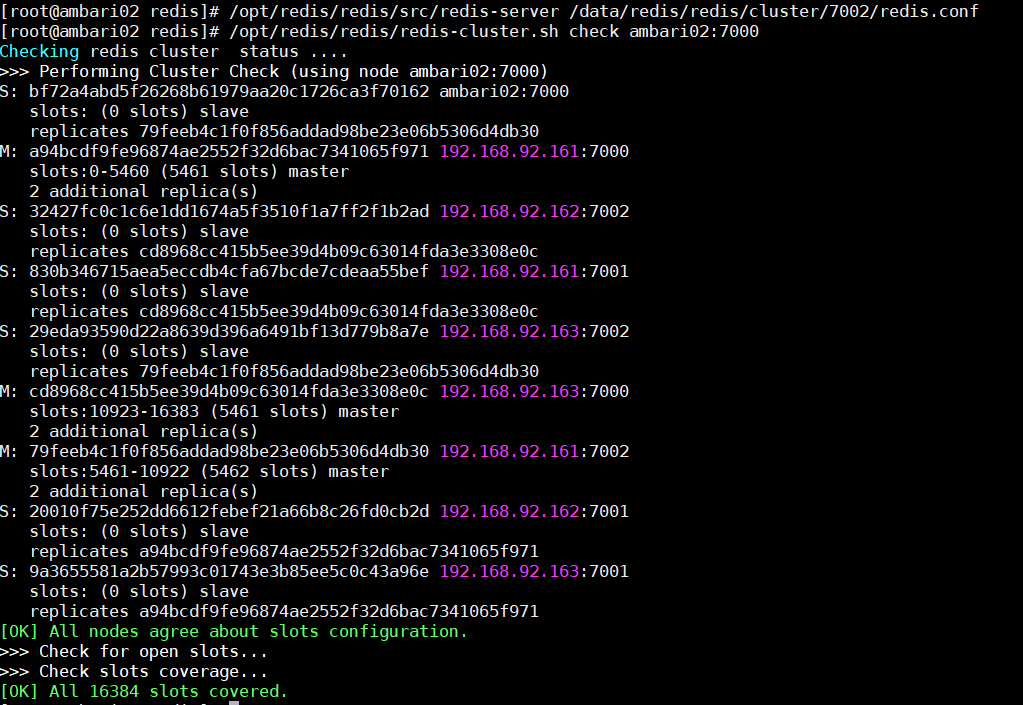 [root@ambari02 redis]# /opt/redis/redis/src/redis-server /data/redis/redis/cluster/7002/redis.conf
[root@ambari02 redis]# /opt/redis/redis/redis-cluster.sh check ambari02:7000
Checking redis cluster  status ....
>>> Performing Cluster Check (using node ambari02:7000)
S: bf72a4abd5f26268b61979aa20c1726ca3f70162 ambari02:7000
   slots: (0 slots) slave
   replicates 79feeb4c1f0f856addad98be23e06b5306d4db30
M: a94bcdf9fe96874ae2552f32d6bac7341065f971 192.168.92.161:7000
   slots:0-5460 (5461 slots) master
   2 additional replica(s)
S: 32427fc0c1c6e1dd1674a5f3510f1a7ff2f1b2ad 192.168.92.162:7002
   slots: (0 slots) slave
   replicates cd8968cc415b5ee39d4b09c63014fda3e3308e0c
S: 830b346715aea5eccdb4cfa67bcde7cdeaa55bef 192.168.92.161:7001
   slots: (0 slots) slave
   replicates cd8968cc415b5ee39d4b09c63014fda3e3308e0c
S: 29eda93590d22a8639d396a6491bf13d779b8a7e 192.168.92.163:7002
   slots: (0 slots) slave
   replicates 79feeb4c1f0f856addad98be23e06b5306d4db30
M: cd8968cc415b5ee39d4b09c63014fda3e3308e0c 192.168.92.163:7000
   slots:10923-16383 (5461 slots) master
   2 additional replica(s)
M: 79feeb4c1f0f856addad98be23e06b5306d4db30 192.168.92.161:7002
   slots:5461-10922 (5462 slots) master
   2 additional replica(s)
S: 20010f75e252dd6612febef21a66b8c26fd0cb2d 192.168.92.162:7001
   slots: (0 slots) slave
   replicates a94bcdf9fe96874ae2552f32d6bac7341065f971
S: 9a3655581a2b57993c01743e3b85ee5c0c43a96e 192.168.92.163:7001
   slots: (0 slots) slave
   replicates a94bcdf9fe96874ae2552f32d6bac7341065f971
[OK] All nodes agree about slots configuration.
>>> Check for open slots...
>>> Check slots coverage...
[OK] All 16384 slots covered.